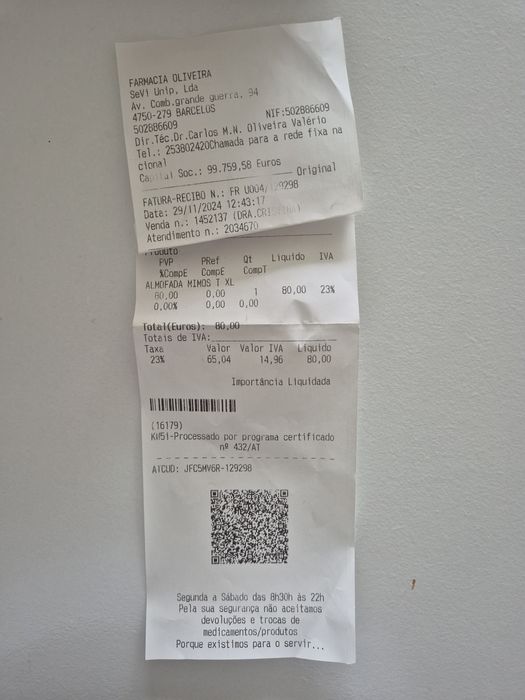 FARMACIA OLIVEIRA
SeVi Unip, Lda
Av. Comb.grande guerra, 94
4750-279 BARCELOS NIF:502886609
502886609
Dir.Téc.Dr.Carlos M.N. Oliveira Valério
Tel.: 253802420Chamada para a rede fixa na
cional
Capital Soc.: 99.759,58 Euros
Original
FATURA-RECIBO N.: FR U004/129298
Data: 29/11/2024 12:43:17
Venda n.: 1452137 (DRA.CRISTINA)
Atendimento n.: 2034670
Produto
PVP PRef Qt Liquido IVA
%CompE CompE CompT
ALMOFADA MIMOS T XL
80,00 0,00 1 80,00 23%
0,00% 0,00 0,00
Total(Euros): 80,00
Totais de IVA:
Taxa Valor Valor IVA Liquido
23% 65,04 14,96 80,00
Importância Liquidada
(16179)
KW51-Processado por programa certificado
nº 432/AT
ATCUD: JFC5MV6R-129298
Segunda a Sábado das 8h30h às 22h
Pela sua segurança não aceitamos
devoluções e trocas de
medicamentos/produtos
Porque existimos para o servir...